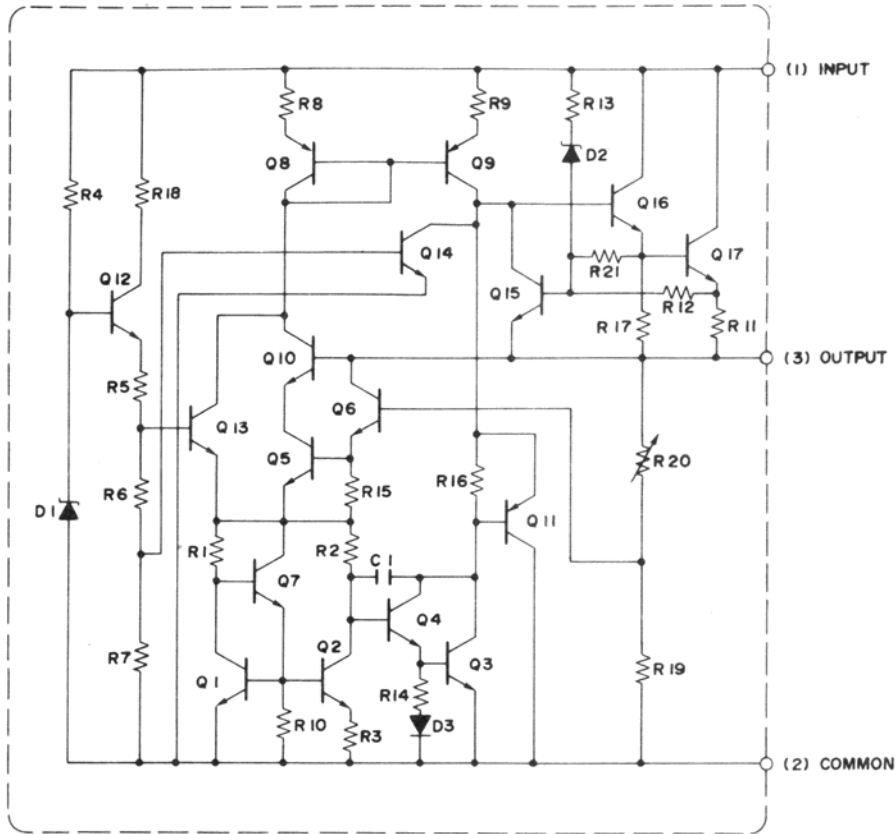 (1) INPUT
R8
R9
R13
D2
Q8
Q9
R4
R18
Q16
Q14
Q17
R21
Q12
Q15
R12
R17
R11
Q10
(3) OUTPUT
R5
Q6
Q13
Q5
R20
R6
R16
D1
R15
Q11
R1
R2
C1
Q7
Q4
R7
Q2
Q3
R19
Q1
R14
R10
R3
D3
(2) COMMON